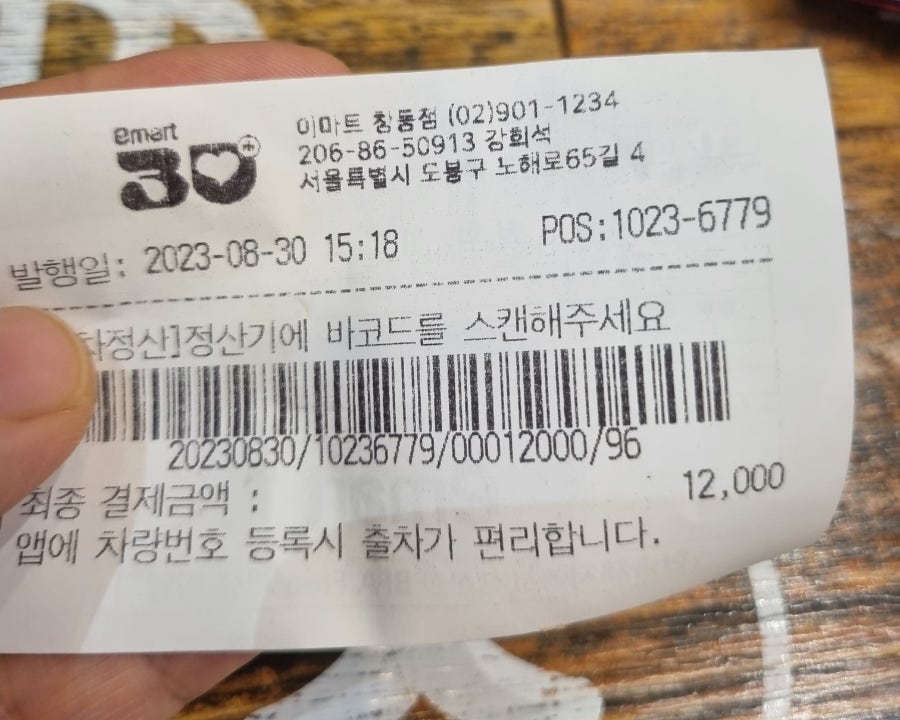 emart
30
이마트 창동점 (02)901-1234
206-86-50913 강희석
서울특별시 도봉구 노해로65길 4
발행일: 2023-08-30 15:18
POS:1023-6779
차정산]정산기에 바코드를 스캔해주세요
20230830/10236779/00012000/96
최종 결제금액 :
12,000
앱에 차량번호 등록시 출차가 편리합니다.